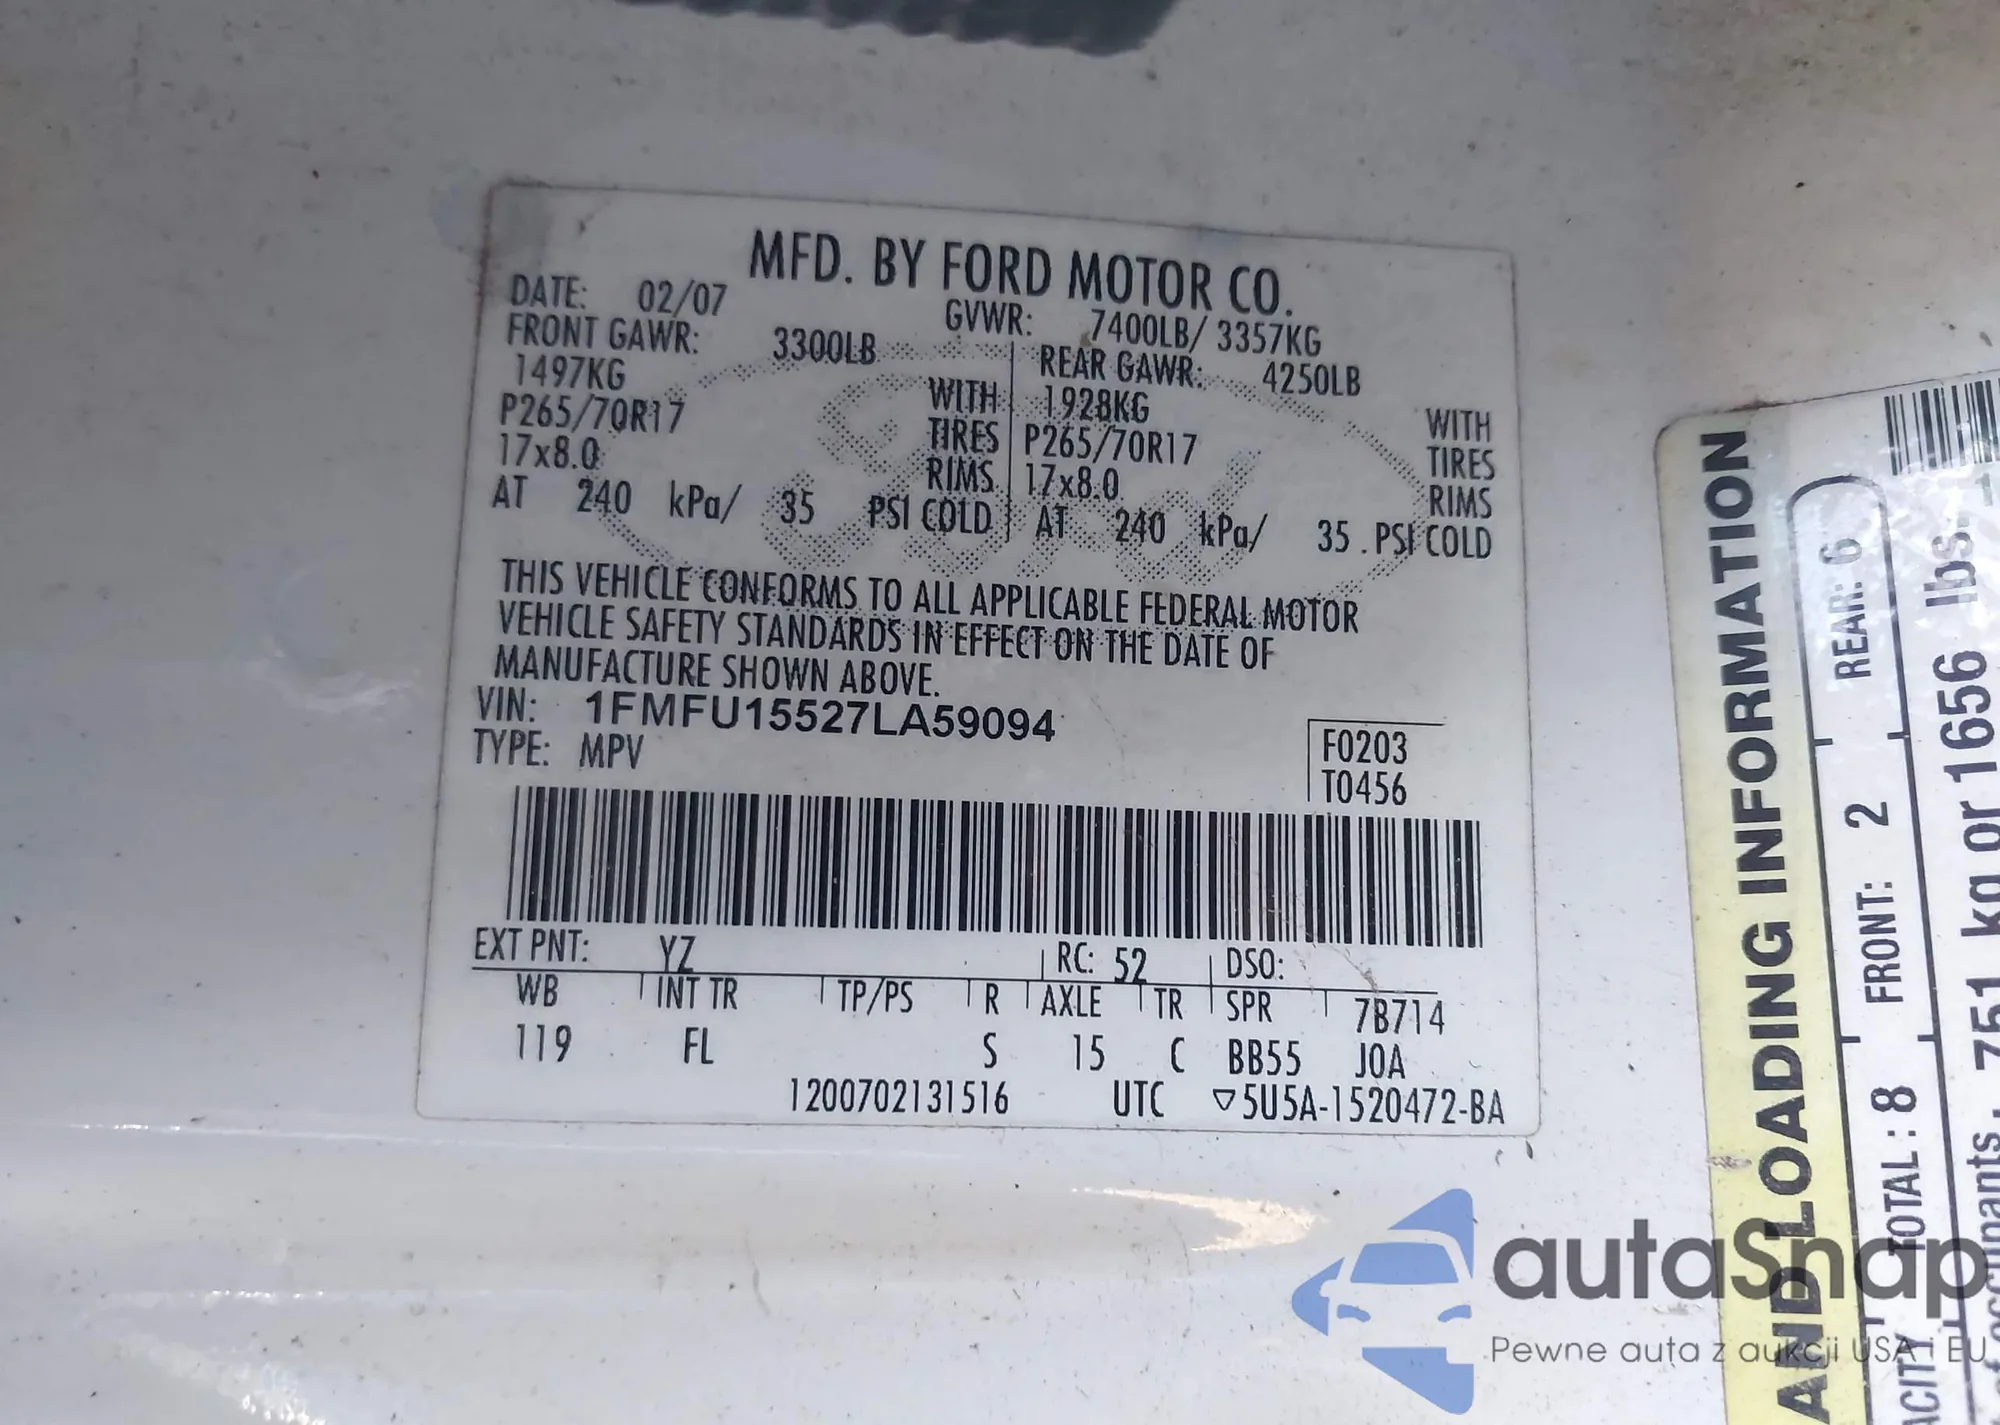 MFD. BY FORD MOTOR CO.
DATE: 02/07 GVWR: 7400LB/ 3357KG
FRONT GAWR: 3300LB REAR GAWR: 4250LB
1497KG WITH 1928KG WITH
P265/70R17 TIRES P265/70R17 TIRES
17x8.0 RIMS 17x8.0 RIMS
AT 240 kPa/ 35 PSI COLD AT 240 kPa/ 35 PSI COLD
THIS VEHICLE CONFORMS TO ALL APPLICABLE FEDERAL MOTOR
VEHICLE SAFETY STANDARDS IN EFFECT ON THE DATE OF
MANUFACTURE SHOWN ABOVE.
VIN: 1FMFU15527LA59094
TYPE: MPV
F0203
T0456
EXT PNT: YZ RC: 52 DSO:
WB INT TR TP/PS R AXLE TR SPR 7B714
119 FL S 15 C BB55 JOA
1200702131516 UTC ▽5U5A-1520472-BA
AND LOADING INFORMATION
TOTAL: 8 FRONT: 2 REAR: 6
751 kg or 1656 lbs.
autaSnap
Pewne auta z aukcji USA i EU